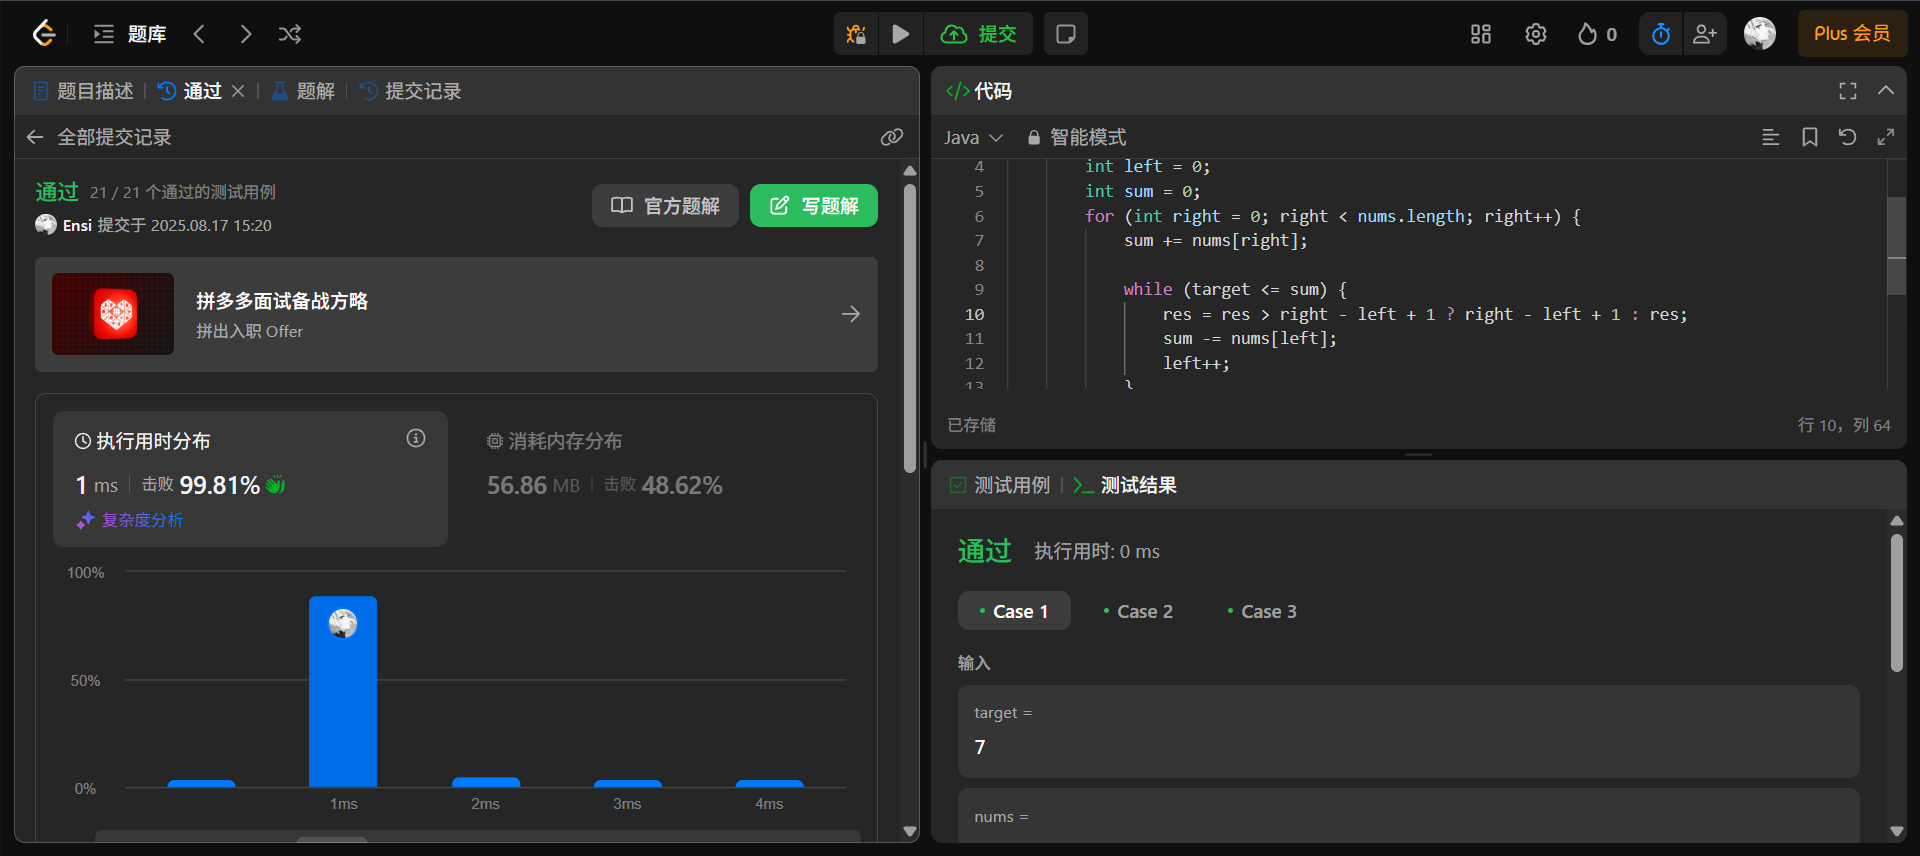 题库
提交
0
Plus 会员
题目描述
通过
题解
提交记录
全部提交记录
通过 21 / 21 个通过的测试用例
Ensi 提交于 2025.08.17 15:20
官方题解
写题解
拼多多面试备战方略
拼出入职 Offer
执行用时分布
1 ms 击败 99.81%
复杂度分析
消耗内存分布
56.86 MB 击败 48.62%
100%
50%
0%
1ms 2ms 3ms 4ms
</> 代码
Java 智能模式
4 int left = 0;
5 int sum = 0;
6 for (int right = 0; right < nums.length; right++) {
7 sum += nums[right];
8
9 while (target <= sum) {
10 res = res > right - left + 1 ? right - left + 1 : res;
11 sum -= nums[left];
12 left++;
13 }
已存储
行 10，列 64
测试用例
>_ 测试结果
通过 执行用时: 0 ms
Case 1 Case 2 Case 3
输入
target =
7
nums =